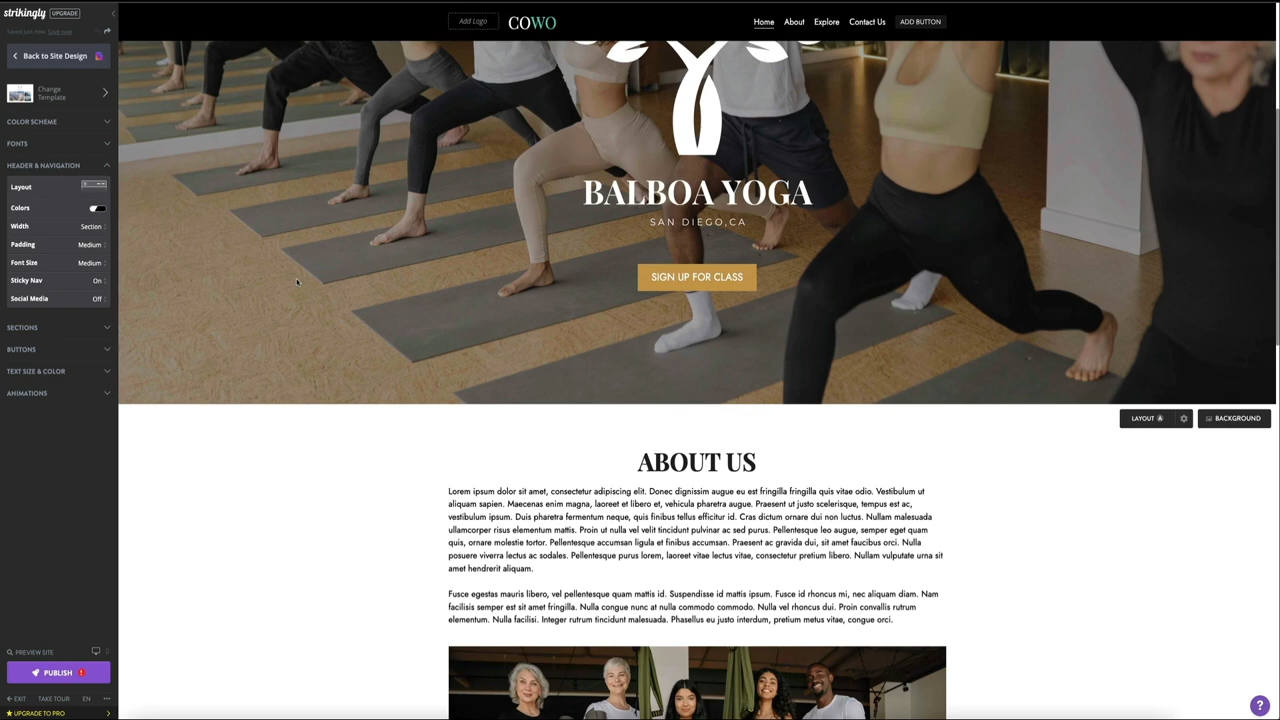 strikingly UPGRADE
Saved just now. Save now
Back to Site Design
Change
Template
COLOR SCHEME
FONTS
HEADER & NAVIGATION
Layout
Colors
Width Section
Padding Medium
Font Size Medium
Sticky Nav On
Social Media Off
SECTIONS
BUTTONS
TEXT SIZE & COLOR
ANIMATIONS
PREVIEW SITE
PUBLISH
EXIT TAKE TOUR EN
UPGRADE TO PRO
Add Logo COWO Home About Explore Contact Us ADD BUTTON
BALBOA YOGA
SAN DIEGO,CA
SIGN UP FOR CLASS
LAYOUT A BACKGROUND
ABOUT US
Lorem ipsum dolor sit amet, consectetur adipiscing elit. Donec dignissim augue eu est fringilla fringilla quis vitae odio. Vestibulum ut
aliquam sapien. Maecenas enim magna, laoreet et libero et, vehicula pharetra augue. Praesent ut justo scelerisque, tempus est ac,
vestibulum ipsum. Duis pharetra fermentum neque, quis finibus tellus efficitur id. Cras dictum ornare dui non luctus. Nullam malesuada
ullamcorper risus elementum mattis. Proin ut nulla vel velit tincidunt pulvinar ac sed purus. Pellentesque leo augue, semper eget quam
quis, ornare molestie tortor. Pellentesque accumsan ligula et finibus accumsan. Praesent ac gravida dui, sit amet faucibus orci. Nulla
posuere viverra lectus ac sodales. Pellentesque purus lorem, laoreet vitae lectus vitae, consectetur pretium libero. Nullam vulputate urna sit
amet hendrerit aliquam.
Fusce egestas mauris libero, vel pellentesque quam mattis id. Suspendisse id mattis ipsum. Fusce id rhoncus mi, nec aliquam diam. Nam
facilisis semper est sit amet fringilla. Nulla congue nunc at nulla commodo commodo. Nulla vel rhoncus dui. Proin convallis rutrum
elementum. Nulla facilisi. Integer rutrum tincidunt malesuada. Phasellus eu justo interdum, pretium metus vitae, congue orci.
?